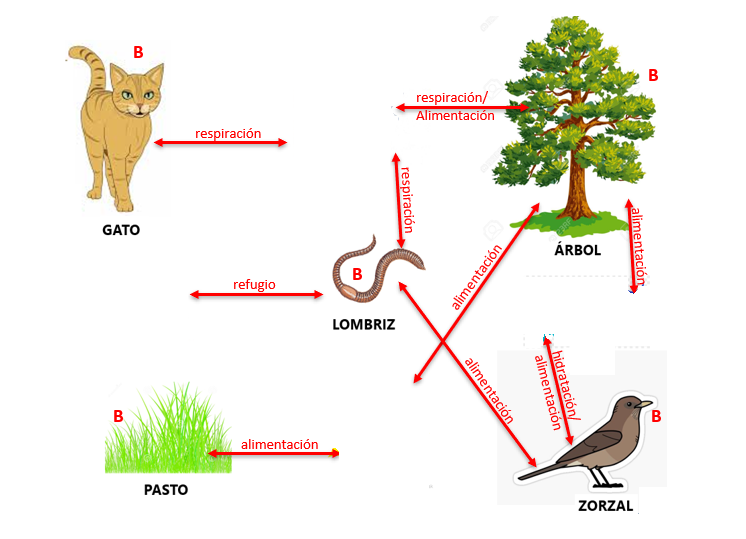 B
B
respiración/
Alimentación
respiración
GATO
respiración
alimentación
ÁRBOL
alimentación
B
refugio
LOMBRIZ
B
alimentación
hidratación/
alimentación
B
alimentación
PASTO
ZORZAL